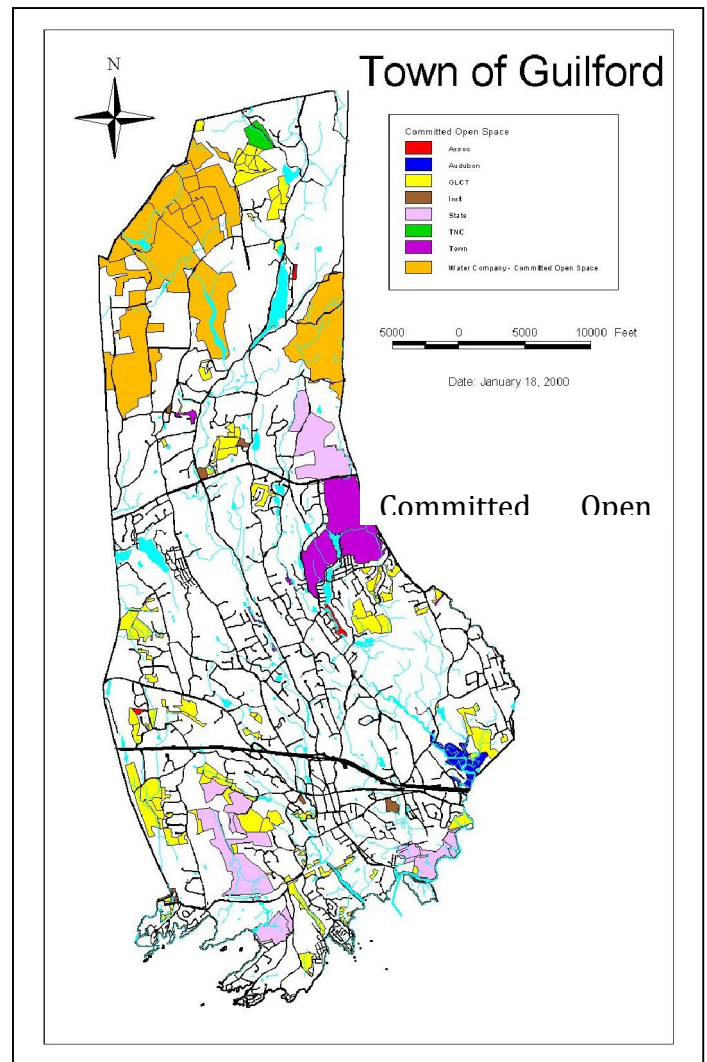 Town of Guilford
N
Committed Open Space
Assoc
Audubon
GLCT
Inst
State
TNC
Town
Water Company - Committed Open Space
5000 0 5000 10000 Feet
Date: January 18, 2000
Committed Open